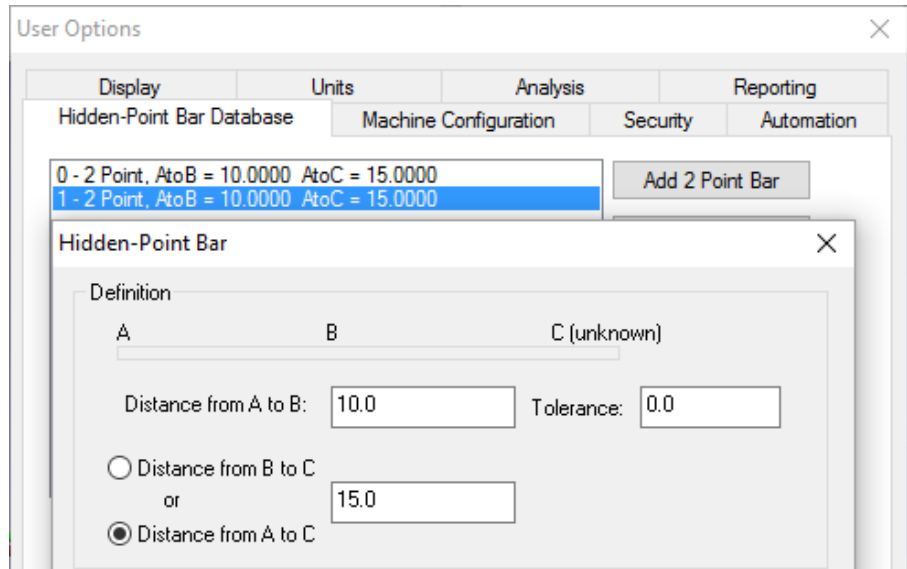 User Options
Display Units Analysis Reporting
Hidden-Point Bar Database Machine Configuration Security Automation
0 - 2 Point, AtoB = 10.0000 AtoC = 15.0000 Add 2 Point Bar
1 - 2 Point, AtoB = 10.0000 AtoC = 15.0000
Hidden-Point Bar
Definition
A B C (unknown)
Distance from A to B: 10.0 Tolerance: 0.0
Distance from B to C
or 15.0
Distance from A to C